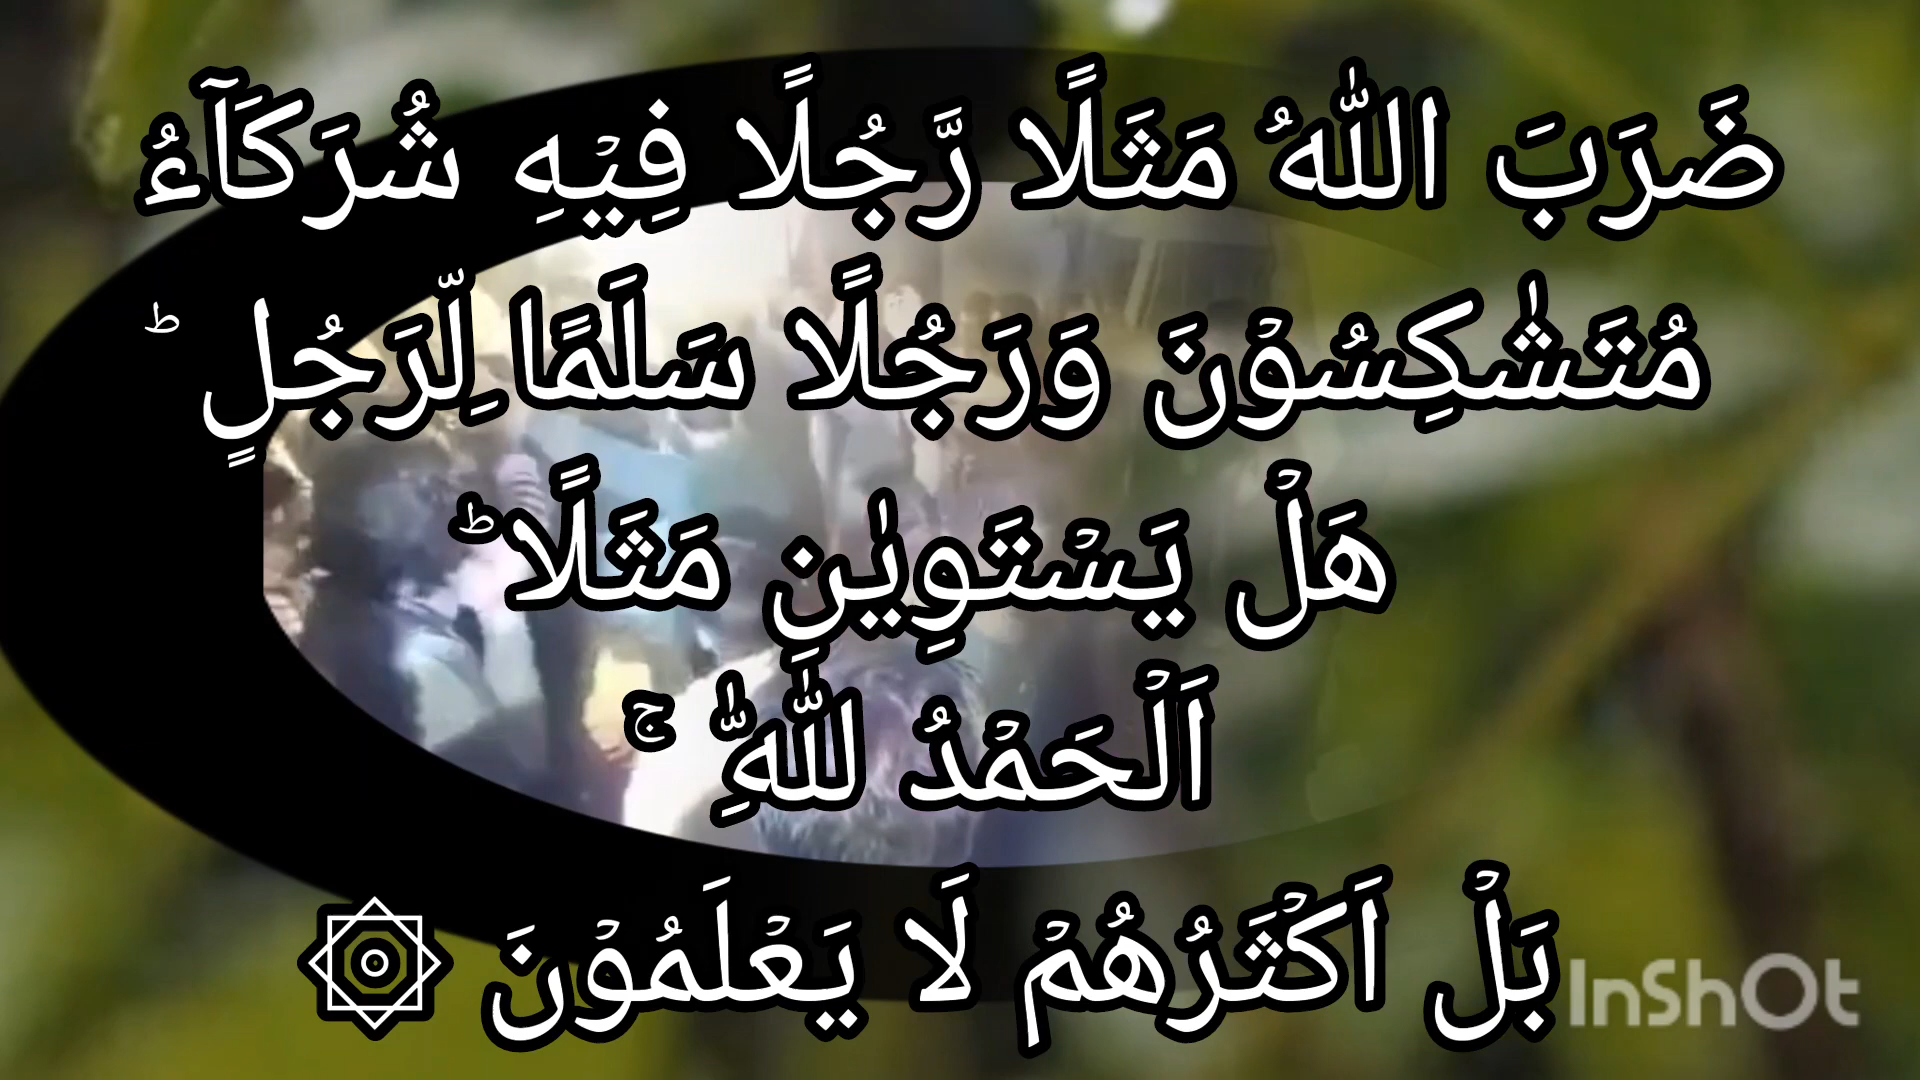 ضَرَبَ اللّٰهُ مَثَلًا رَّجُلًا فِیْهِ شُرَكَآءُ
مُتَشٰكِسُوْنَ وَرَجُلًا سَلَمًا لِّرَجُلٍ ؕ
هَلْ یَسْتَوِیٰنِ مَثَلًا ؕ
اَلْحَمْدُ لِلّٰهِ ۚ
بَلْ اَكْثَرُهُمْ لَا یَعْلَمُوْنَ ۞
InShOt